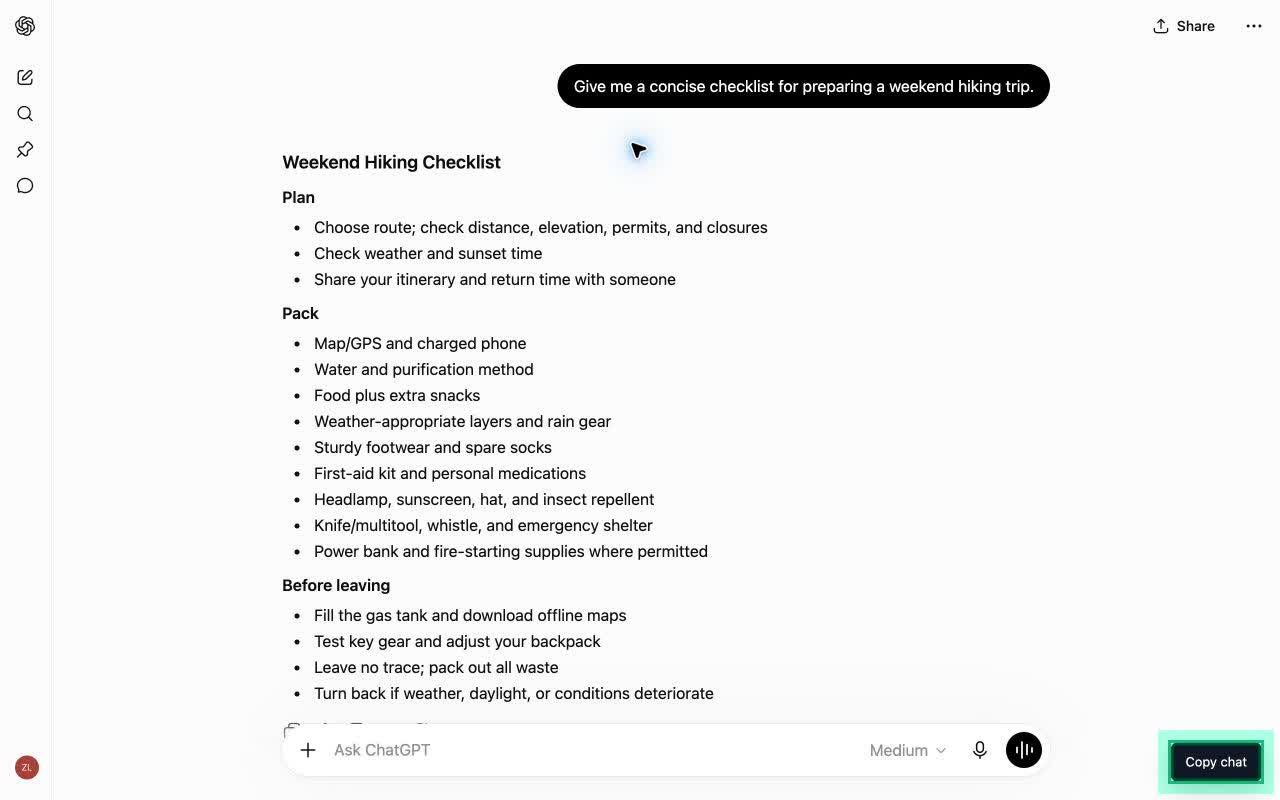 Share
Give me a concise checklist for preparing a weekend hiking trip.
Weekend Hiking Checklist
Plan
• Choose route; check distance, elevation, permits, and closures
• Check weather and sunset time
• Share your itinerary and return time with someone
Pack
• Map/GPS and charged phone
• Water and purification method
• Food plus extra snacks
• Weather-appropriate layers and rain gear
• Sturdy footwear and spare socks
• First-aid kit and personal medications
• Headlamp, sunscreen, hat, and insect repellent
• Knife/multitool, whistle, and emergency shelter
• Power bank and fire-starting supplies where permitted
Before leaving
• Fill the gas tank and download offline maps
• Test key gear and adjust your backpack
• Leave no trace; pack out all waste
• Turn back if weather, daylight, or conditions deteriorate
Ask ChatGPT
Medium
ZL
Copy chat